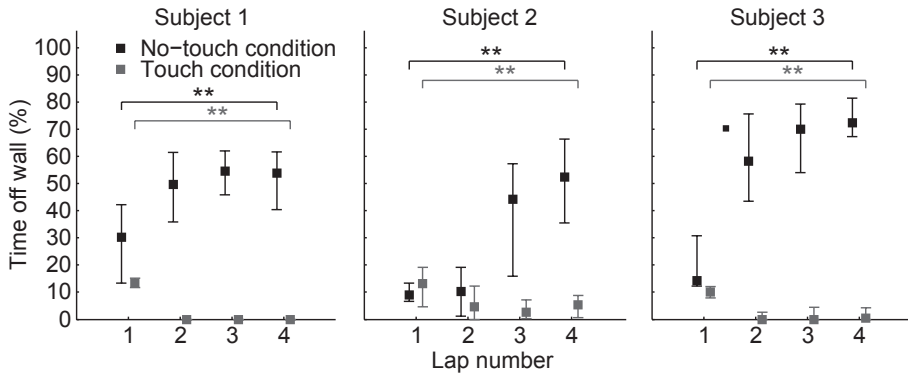 Subject 1
Subject 2
Subject 3
Time off wall (%)
100
90
80
70
60
50
40
30
20
10
0
No−touch condition
Touch condition
**
**
**
**
**
**
1 2 3 4
1 2 3 4
1 2 3 4
Lap number